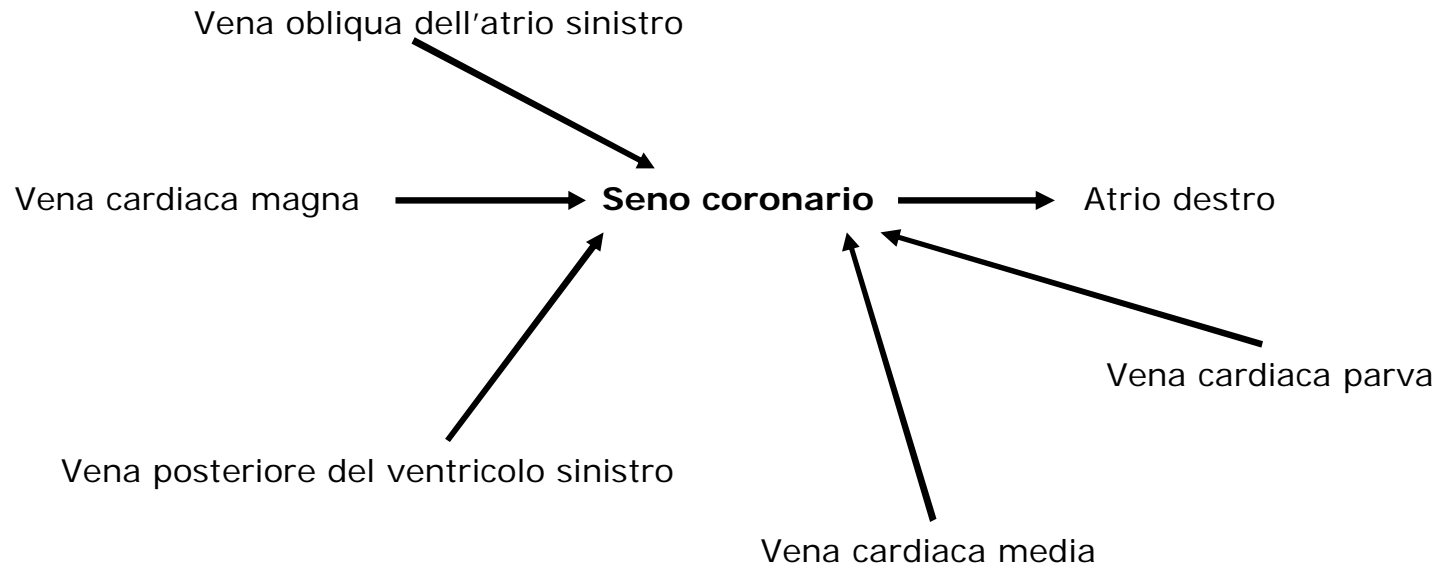 Vena obliqua dell'atrio sinistro
Vena cardiaca magna
Seno coronario
Atrio destro
Vena cardiaca parva
Vena posteriore del ventricolo sinistro
Vena cardiaca media